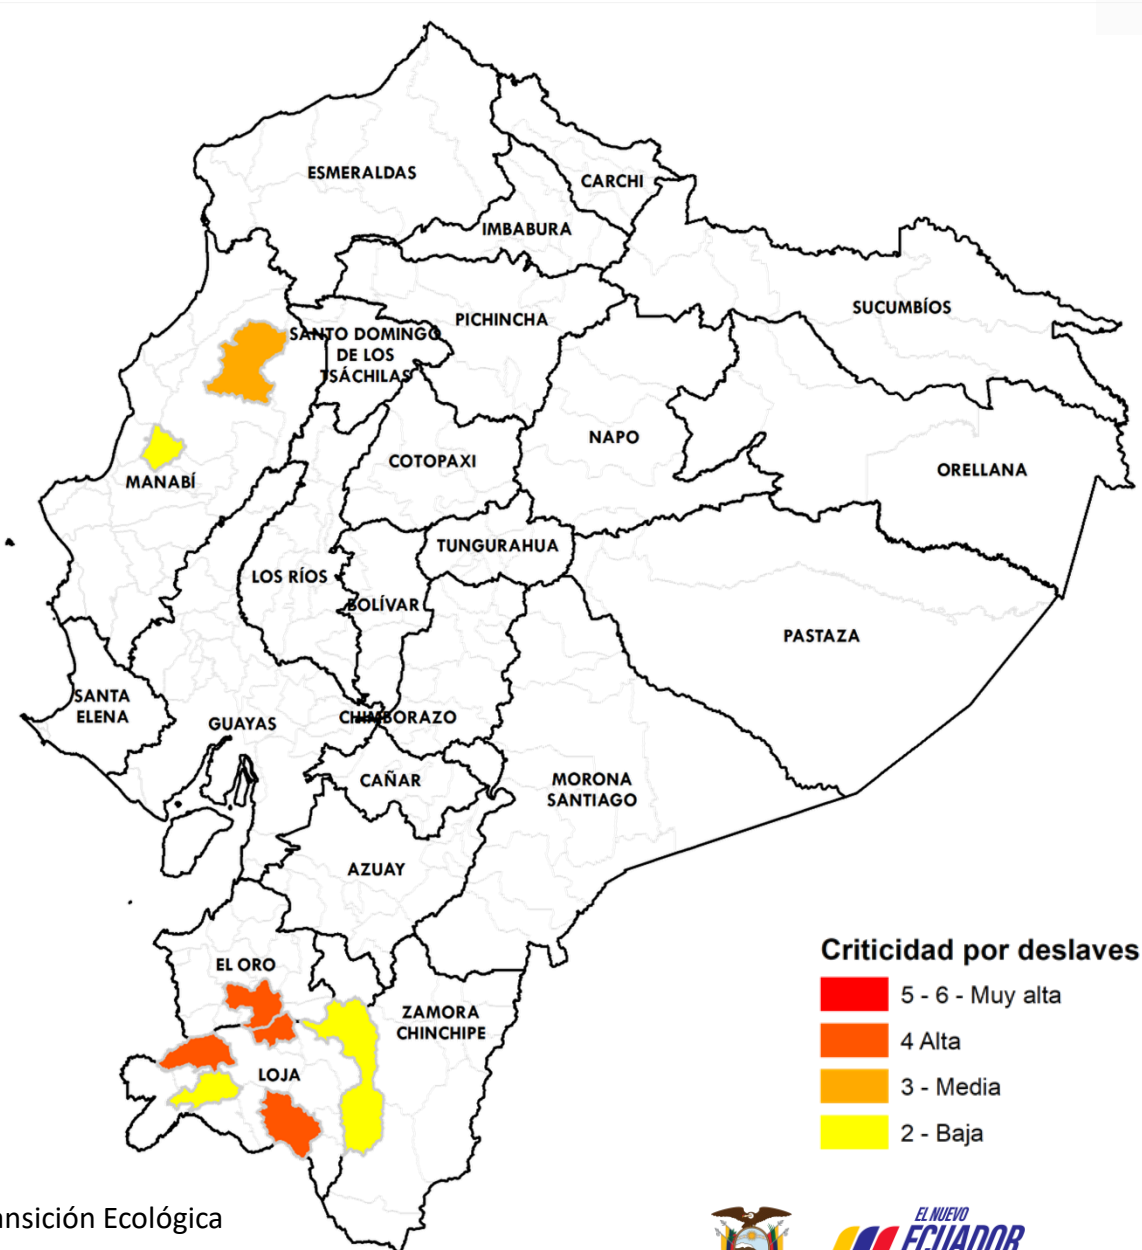 ESMERALDAS
CARCHI
IMBABURA
SUCUMBÍOS
PICHINCHA
SANTO DOMINGO
DE LOS
TSÁCHILAS
NAPO
COTOPAXI
ORELLANA
MANABÍ
TUNGURAHUA
LOS RÍOS
BOLÍVAR
PASTAZA
SANTA
ELENA
GUAYAS
CHIMBORAZO
CAÑAR
MORONA
SANTIAGO
AZUAY
EL ORO
ZAMORA
CHINCHIPE
LOJA
Criticidad por deslaves
5 - 6 - Muy alta
4 Alta
3 - Media
2 - Baja
ansición Ecológica
EL NUEVO
ECUADOR